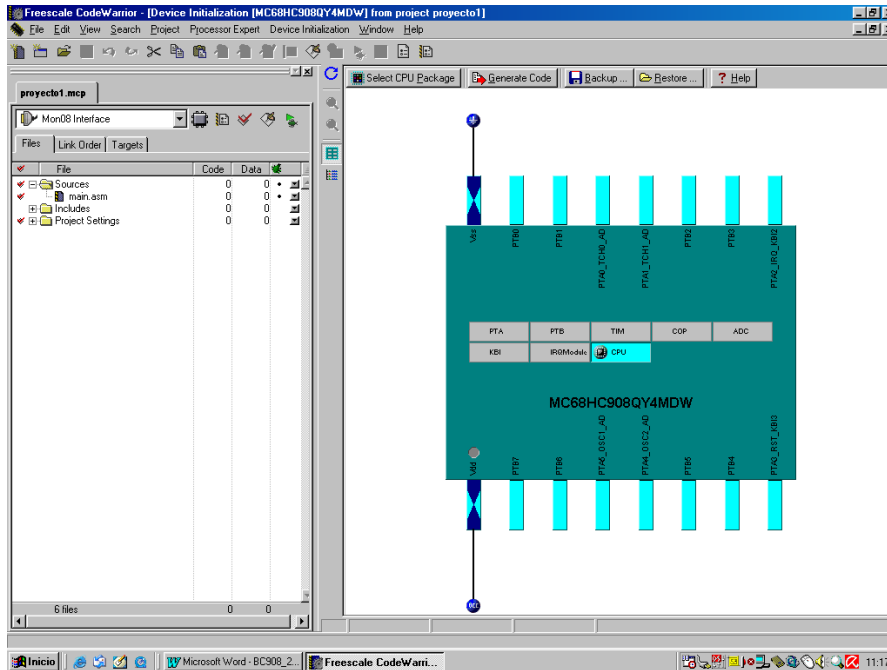 Freescale CodeWarrior - [Device Initialization [MC68HC908QY4MDW] from project proyecto1]
File Edit View Search Project Processor Expert Device Initialization Window Help
Select CPU Package Generate Code Backup ... Restore ... ? Help
proyecto1.mcp
Mon08 Interface
Files Link Order Targets
File Code Data
Sources 0 0
main.asm 0 0
Includes 0 0
Project Settings 0 0
Vss PTB0 PTB1 PTA0_TCH0_AD PTA1_TCH1_AD PTB2 PTB3 PTA2_IRQ_KBI2
PTA PTB TIM COP ADC
KBI IRQModule CPU
MC68HC908QY4MDW
Vdd PTB7 PTB6 PTA5_OSC1_AD PTA4_OSC2_AD PTB5 PTB4 PTA3_RST_KBI3
6 files 0 0
Inicio Microsoft Word - BC908_2... Freescale CodeWarri... 11:17